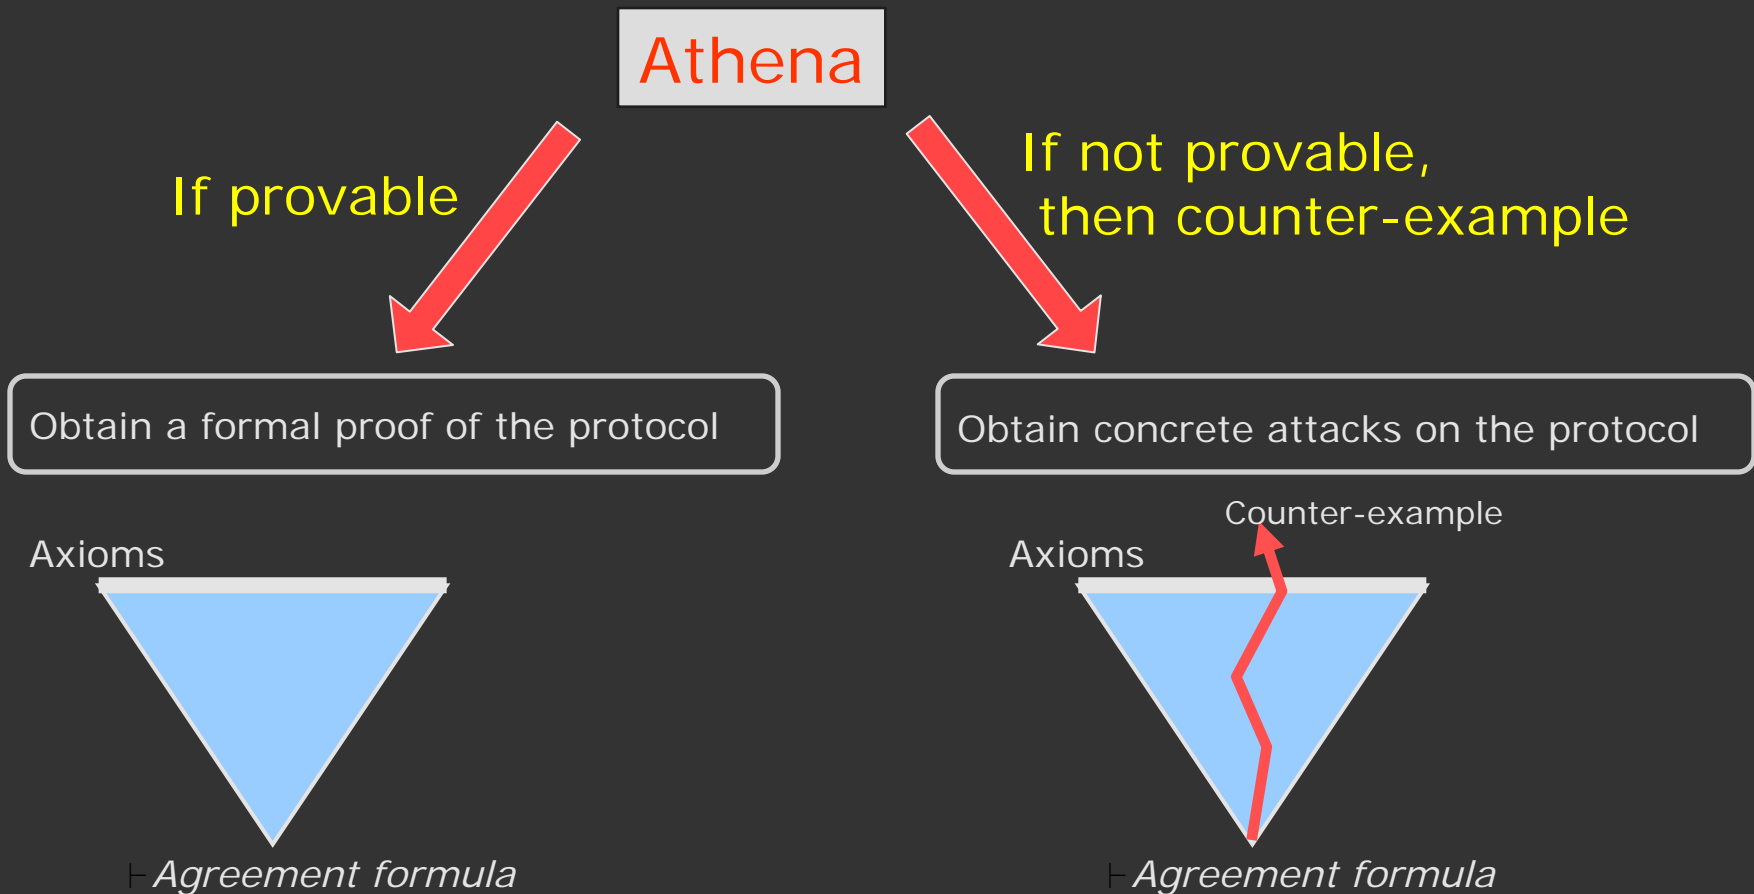 Athena
If provable
If not provable,
then counter-example
Obtain a formal proof of the protocol
Obtain concrete attacks on the protocol
Counter-example
Axioms
Axioms
⊢ Agreement formula
⊢ Agreement formula